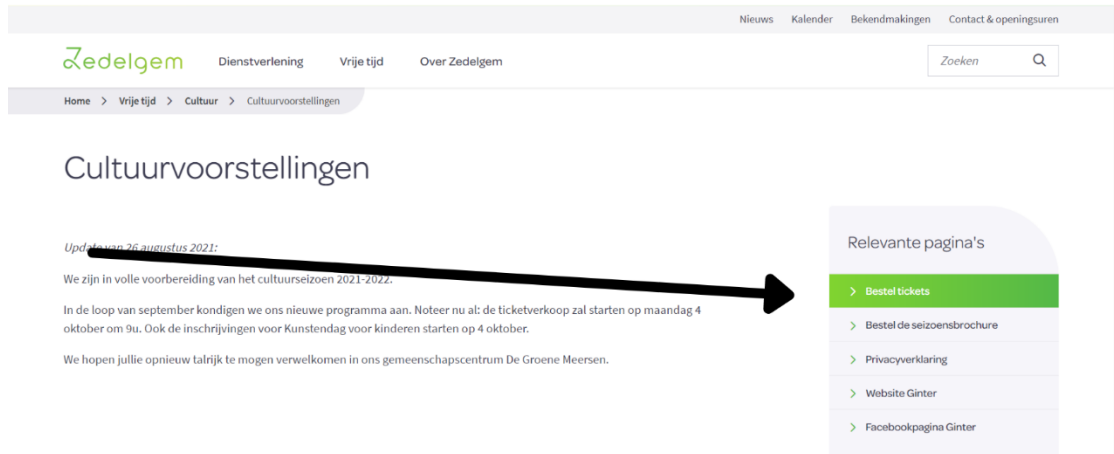 Nieuws Kalender Bekendmakingen Contact & openingsuren
Zedelgem Dienstverlening Vrije tijd Over Zedelgem Zoeken
Home > Vrije tijd > Cultuur > Cultuurvoorstellingen
Cultuurvoorstellingen
Update van 26 augustus 2021:
We zijn in volle voorbereiding van het cultuurseizoen 2021-2022.
In de loop van september kondigen we ons nieuwe programma aan. Noteer nu al: de ticketverkoop zal starten op maandag 4
oktober om 9u. Ook de inschrijvingen voor Kunstendag voor kinderen starten op 4 oktober.
We hopen jullie opnieuw talrijk te mogen verwelkomen in ons gemeenschapscentrum De Groene Meersen.
Relevante pagina's
> Bestel tickets
> Bestel de seizoensbrochure
> Privacyverklaring
> Website Ginter
> Facebookpagina Ginter